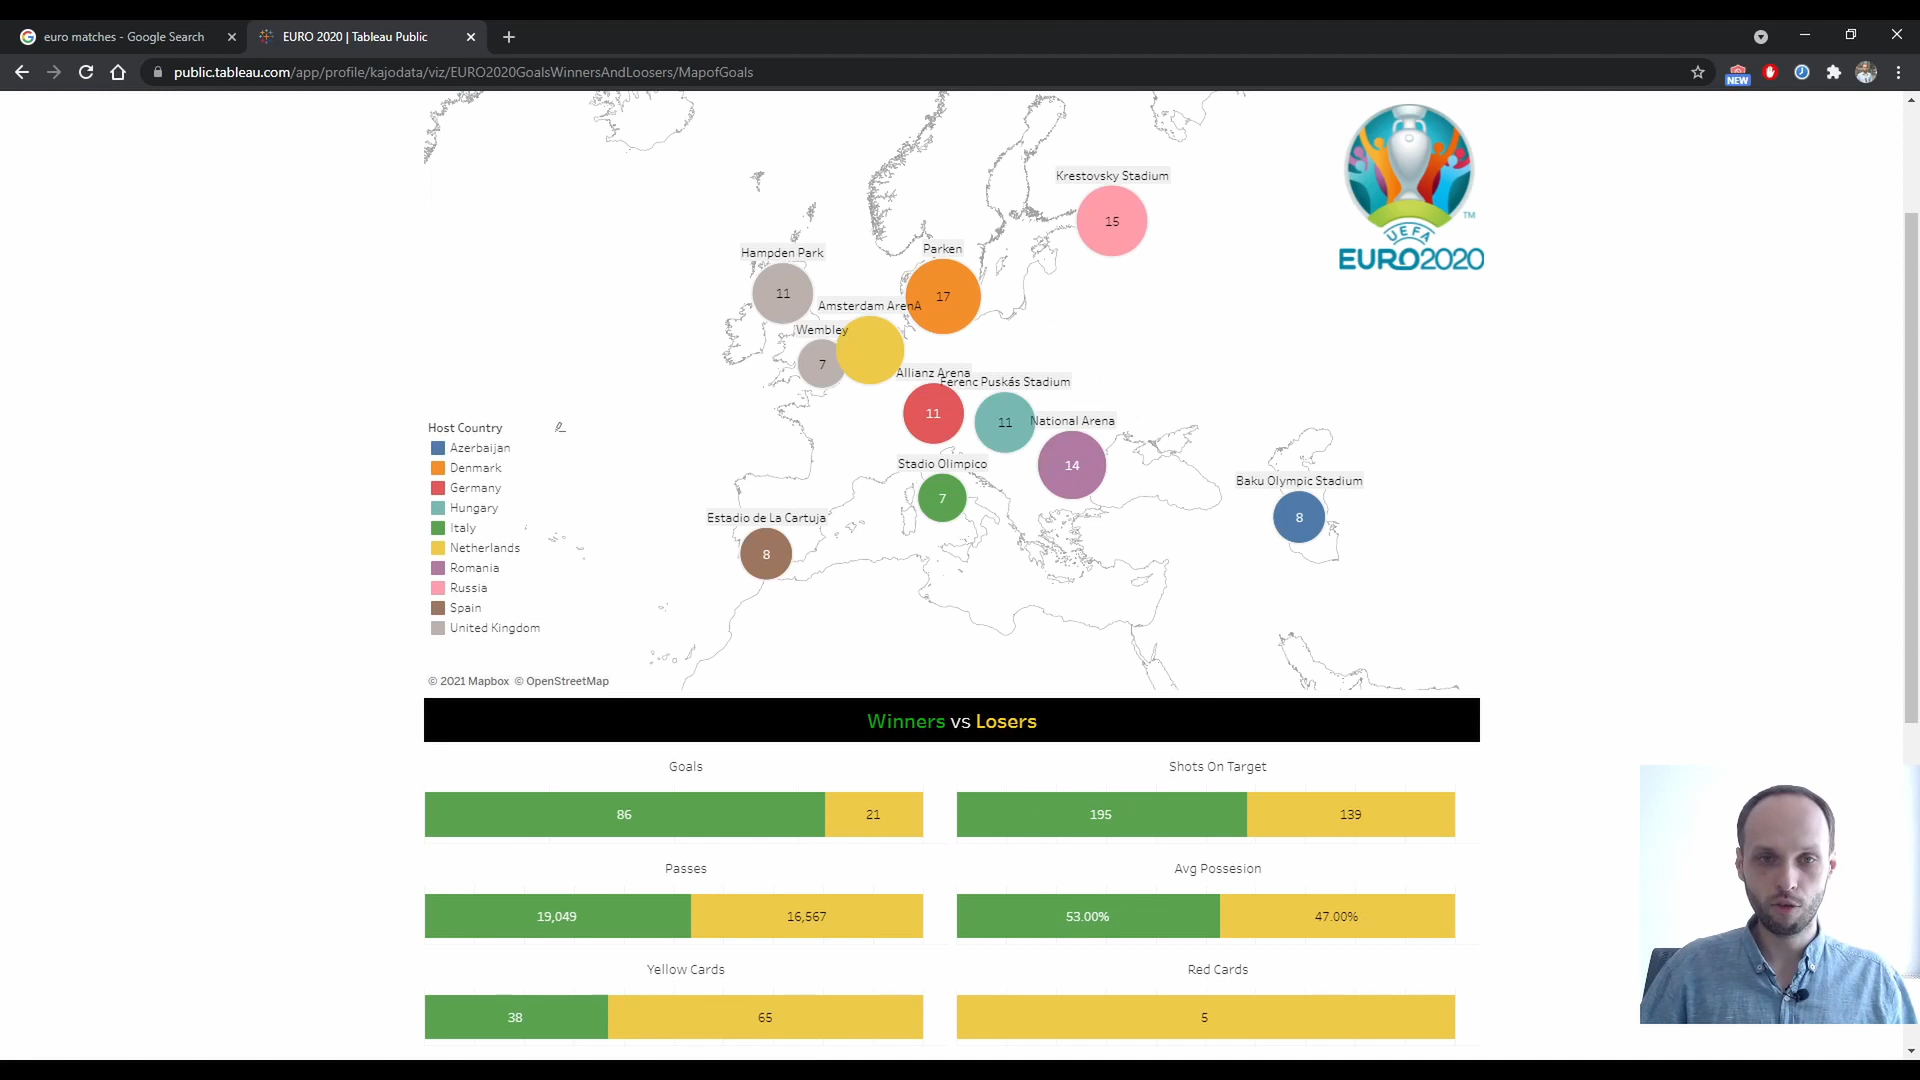 euro matches - Google Search
EURO 2020 | Tableau Public
public.tableau.com/app/profile/kajodata/viz/EURO2020GoalsWinnersAndLoosers/MapofGoals
NEW
UEFA
TM
EURO2020
Krestovsky Stadium
15
Parken
17
Hampden Park
11
Amsterdam ArenA
Wembley
7
Allianz Arena
11
Ferenc Puskás Stadium
11
National Arena
14
Stadio Olimpico
7
Baku Olympic Stadium
8
Estadio de La Cartuja
8
Host Country
Azerbaijan
Denmark
Germany
Hungary
Italy
Netherlands
Romania
Russia
Spain
United Kingdom
© 2021 Mapbox © OpenStreetMap
Winners vs Losers
Goals
86
21
Shots On Target
195
139
Passes
19,049
16,567
Avg Possesion
53.00%
47.00%
Yellow Cards
38
65
Red Cards
5